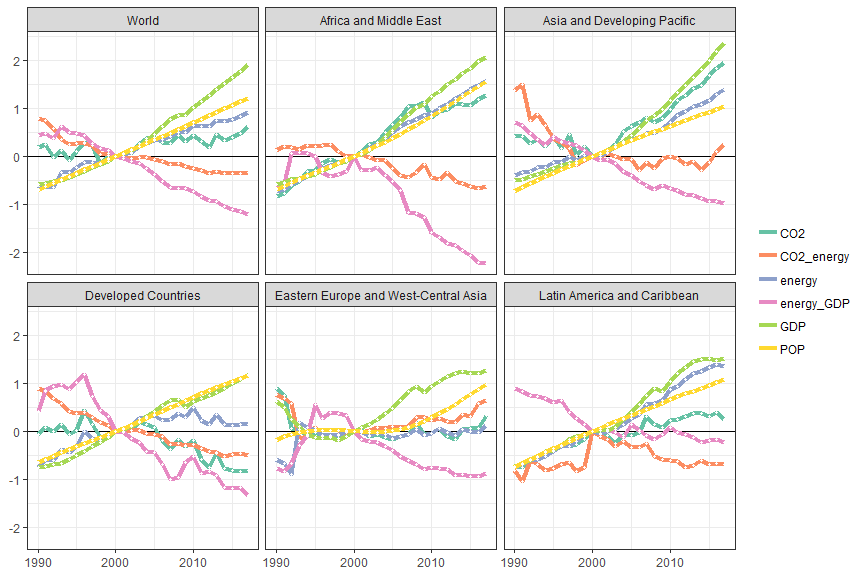 World
Africa and Middle East
Asia and Developing Pacific
2
1
0
-1
-2
Developed Countries
Eastern Europe and West-Central Asia
Latin America and Caribbean
2
1
0
-1
-2
1990
2000
2010
1990
2000
2010
1990
2000
2010
CO2
CO2_energy
energy
energy_GDP
GDP
POP